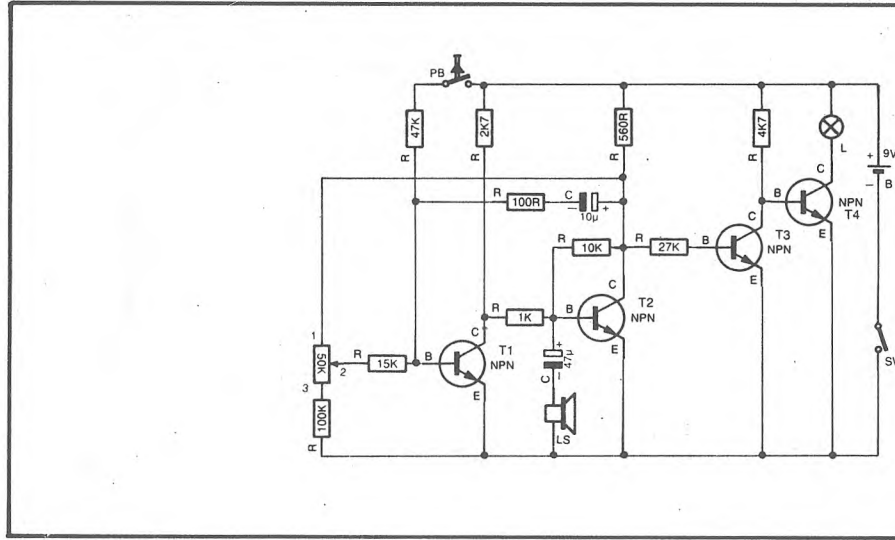 PB
47K
R
2K7
R
560R
R
4K7
R
L
9V
+
−
B
C
NPN
T4
B
E
R
100R
C
− 10µ +
R
10K
R
27K
B
C
T3
NPN
E
R
1K
B
C
T2
NPN
E
C
T1
NPN
B
E
1
50K
2
3
R
15K
100K
R
+
47µ
−
C
LS
SW